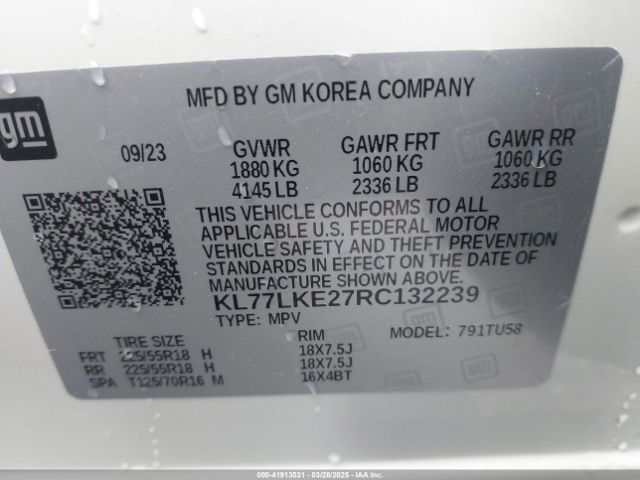 MFD BY GM KOREA COMPANY
gm
09/23 GVWR GAWR FRT GAWR RR
1880 KG 1060 KG 1060 KG
4145 LB 2336 LB 2336 LB
THIS VEHICLE CONFORMS TO ALL
APPLICABLE U.S. FEDERAL MOTOR
VEHICLE SAFETY AND THEFT PREVENTION
STANDARDS IN EFFECT ON THE DATE OF
MANUFACTURE SHOWN ABOVE.
KL77LKE27RC132239
TYPE: MPV MODEL: 791TU58
TIRE SIZE RIM
FRT 225/55R18 H 18X7.5J
RR 225/55R18 H 18X7.5J
SPA T125/70R16 M 16X4BT
000-41913531 - 03/28/2025 - IAACORP